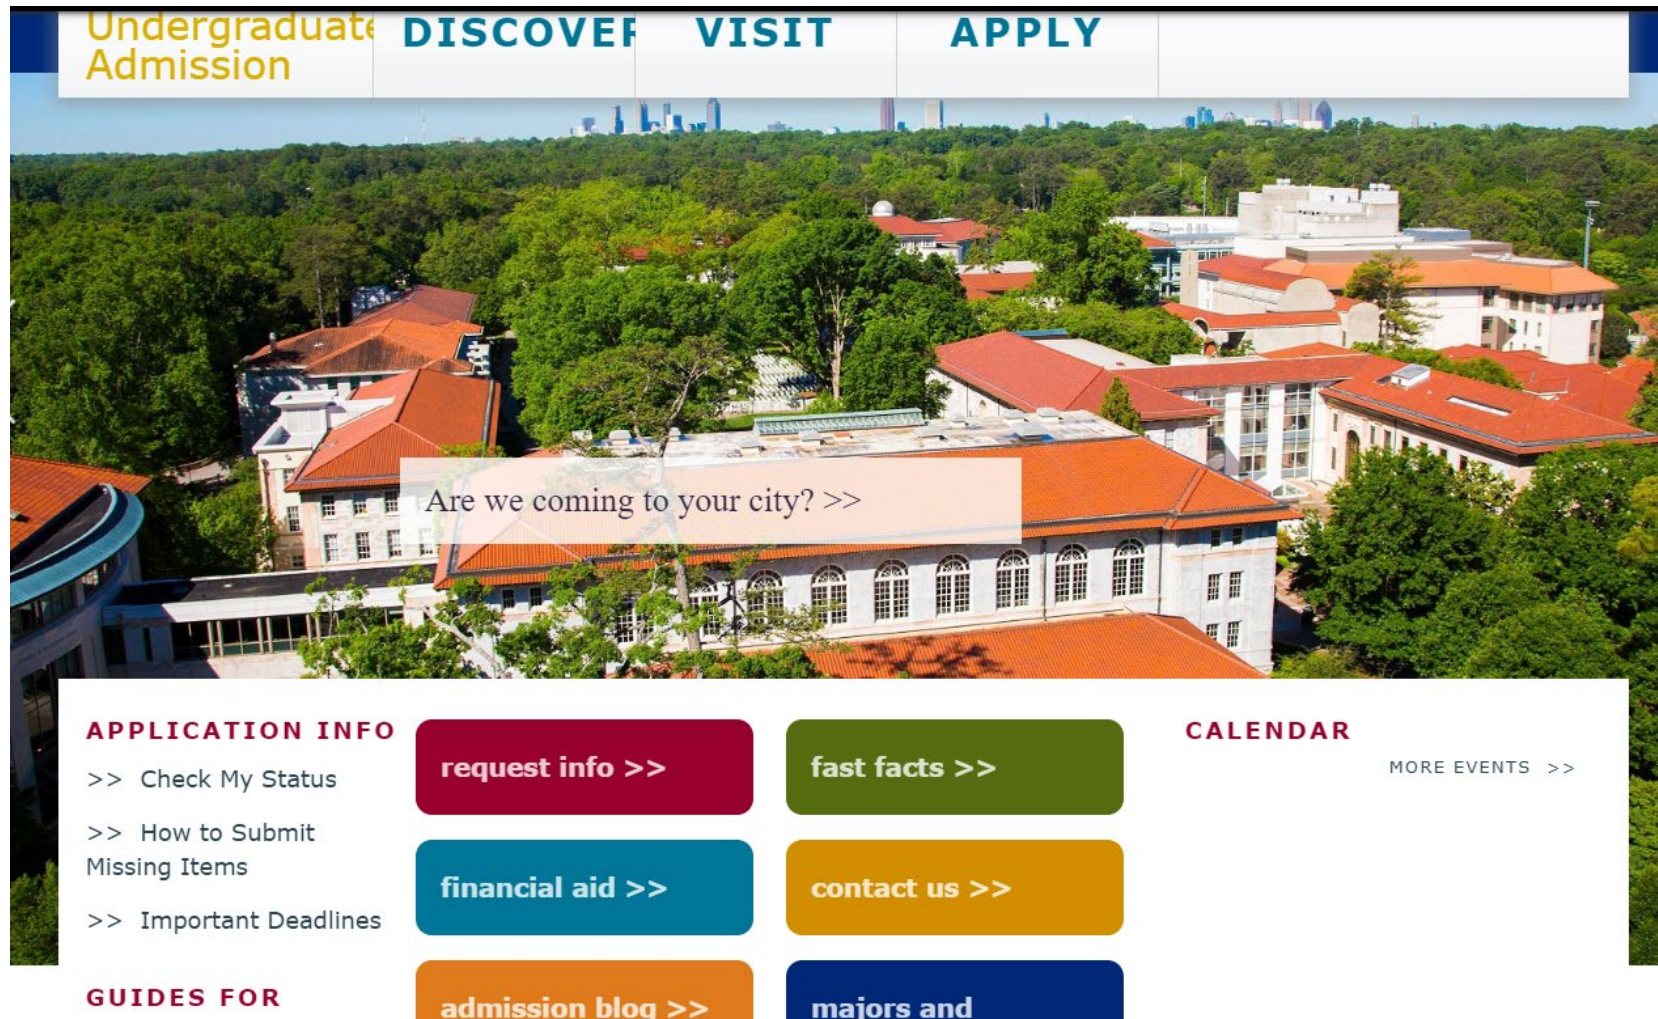 Undergraduate
Admission
DISCOVER
VISIT
APPLY
Are we coming to your city? >>
APPLICATION INFO
>> Check My Status
>> How to Submit
Missing Items
>> Important Deadlines
GUIDES FOR
request info >>
fast facts >>
financial aid >>
contact us >>
admission blog >>
majors and
CALENDAR
MORE EVENTS >>